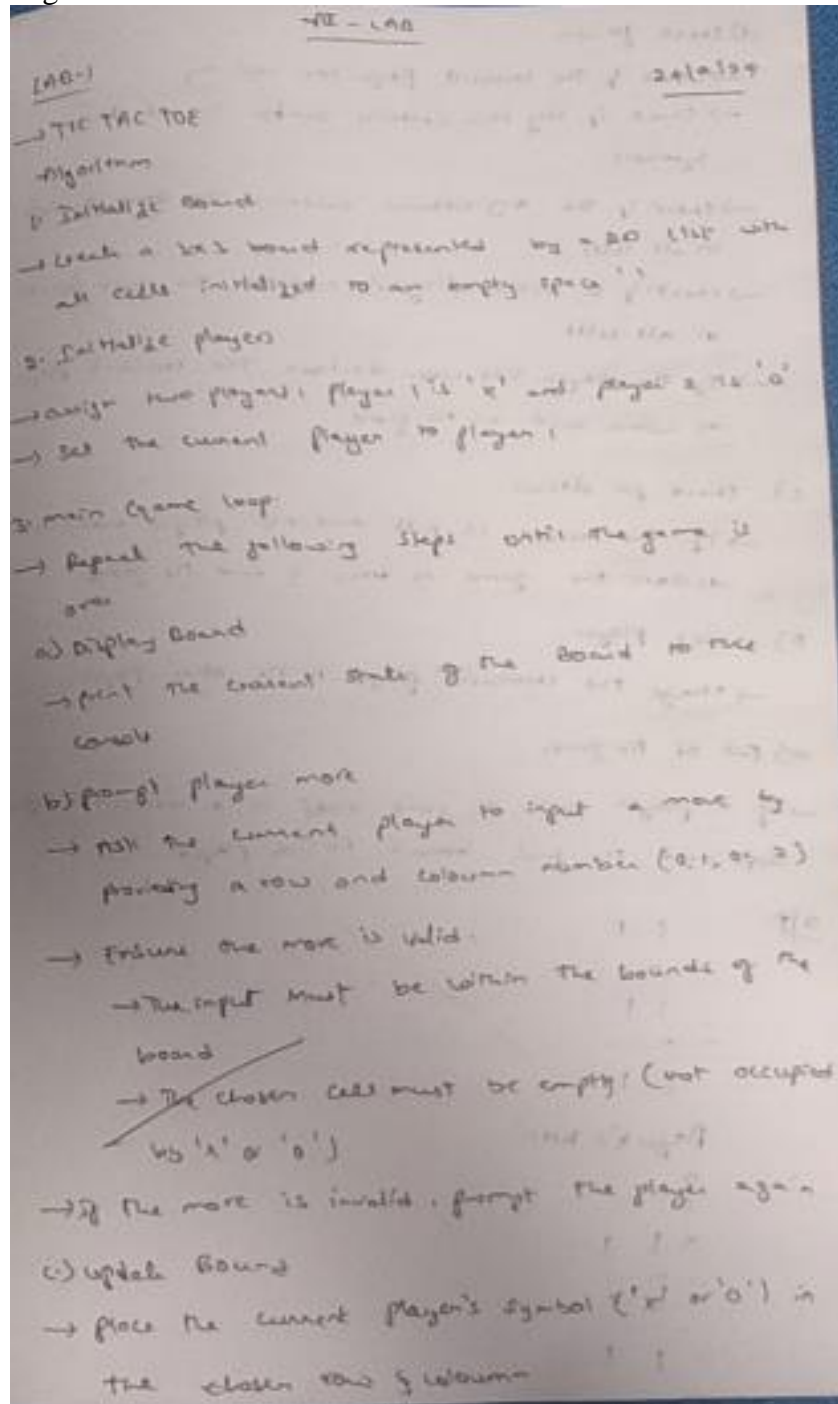 AI - LAB
LAB-1
24/9/24
→ TIC TAC TOE
Algorithm
1. Initialize Board
→ create a 3x3 board represented by a 2D list with
all cells initialized to an empty space ' '
2. Initialize players
→ assign two players, player 1 is 'x' and player 2 is 'o'
→ set the current player to player 1
3. main Game loop
→ Repeat the following steps until the game is
over
a) Display Board
→ print the current state of the Board to the
console
b) prompt player move
→ Ask the current player to input a move by
providing a row and coloumn number (0, 1, or 2)
→ Ensure the move is valid.
→ The input must be within the bounds of the
board
→ The chosen cell must be empty (not occupied
by 'x' or 'o')
→ if the move is invalid, prompt the player again
c) update Board
→ place the current player's symbol ('x' or 'o') in
the chosen row & coloumn